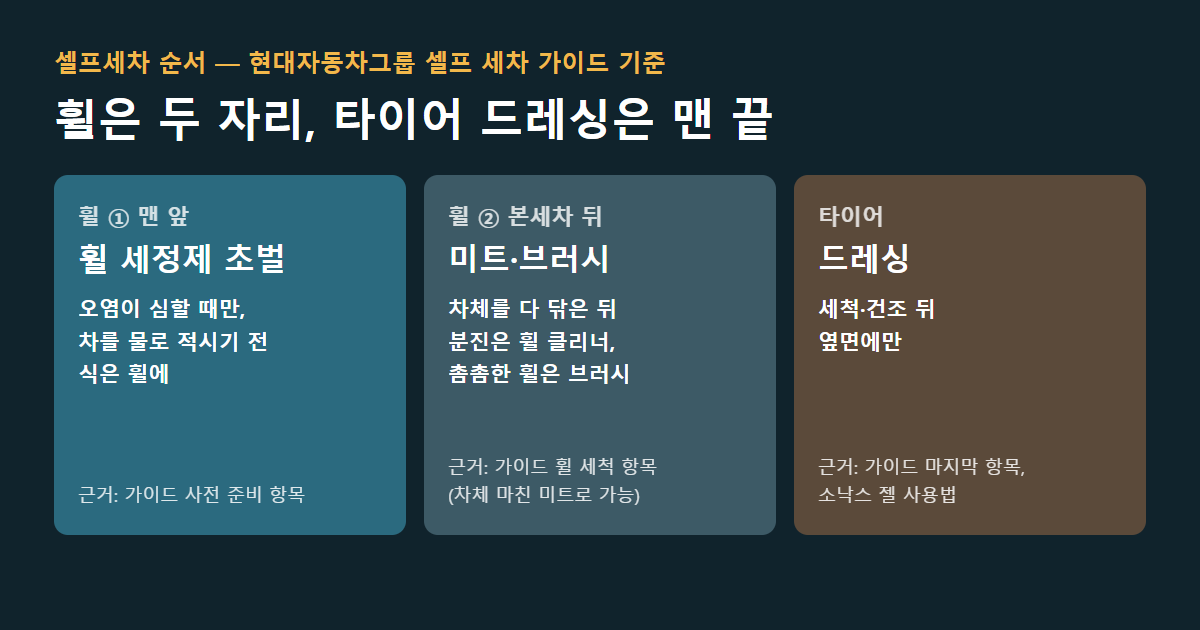 셀프세차 순서 — 현대자동차그룹 셀프 세차 가이드 기준
휠은 두 자리, 타이어 드레싱은 맨 끝
휠 ① 맨 앞
휠 세정제 초벌
오염이 심할 때만,
차를 물로 적시기 전
식은 휠에
근거: 가이드 사전 준비 항목
휠 ② 본세차 뒤
미트·브러시
차체를 다 닦은 뒤
분진은 휠 클리너,
촘촘한 휠은 브러시
근거: 가이드 휠 세척 항목
(차체 마친 미트로 가능)
타이어
드레싱
세척·건조 뒤
옆면에만
근거: 가이드 마지막 항목,
소낙스 젤 사용법